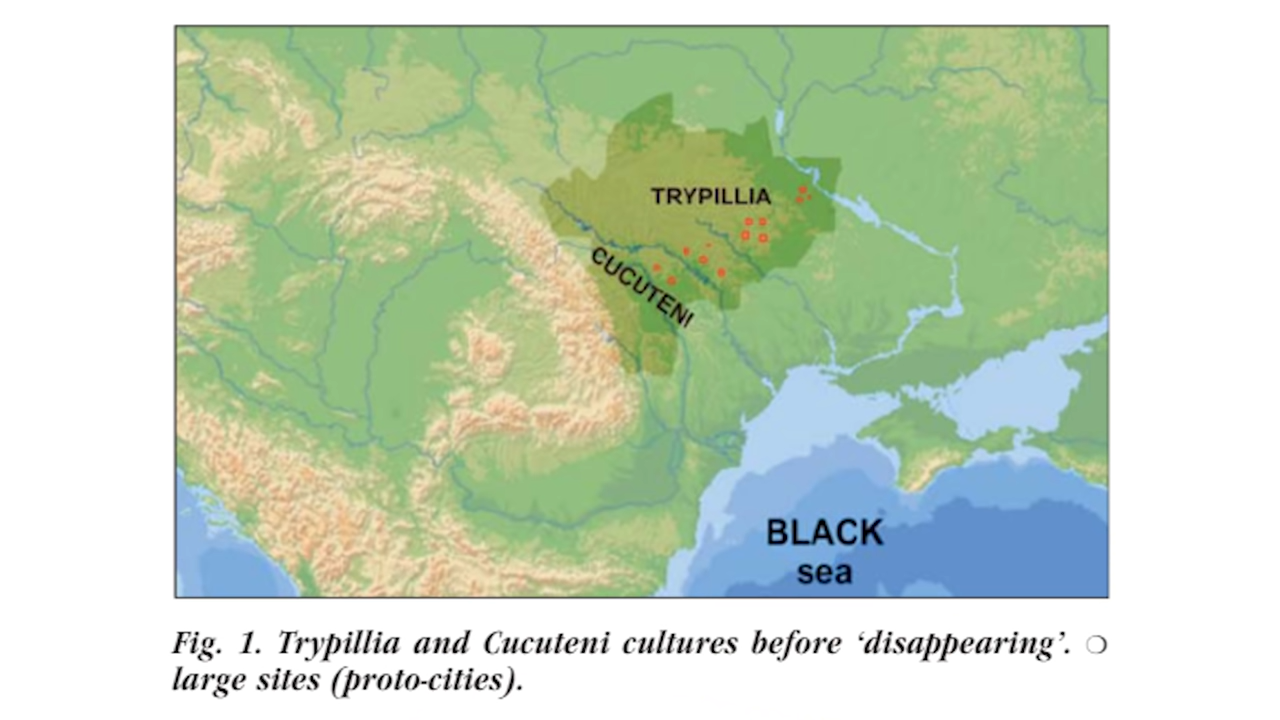 TRYPILLIA
CUCUTENI
BLACK
sea
Fig. 1. Trypillia and Cucuteni cultures before ‘disappearing’. ❍
large sites (proto-cities).